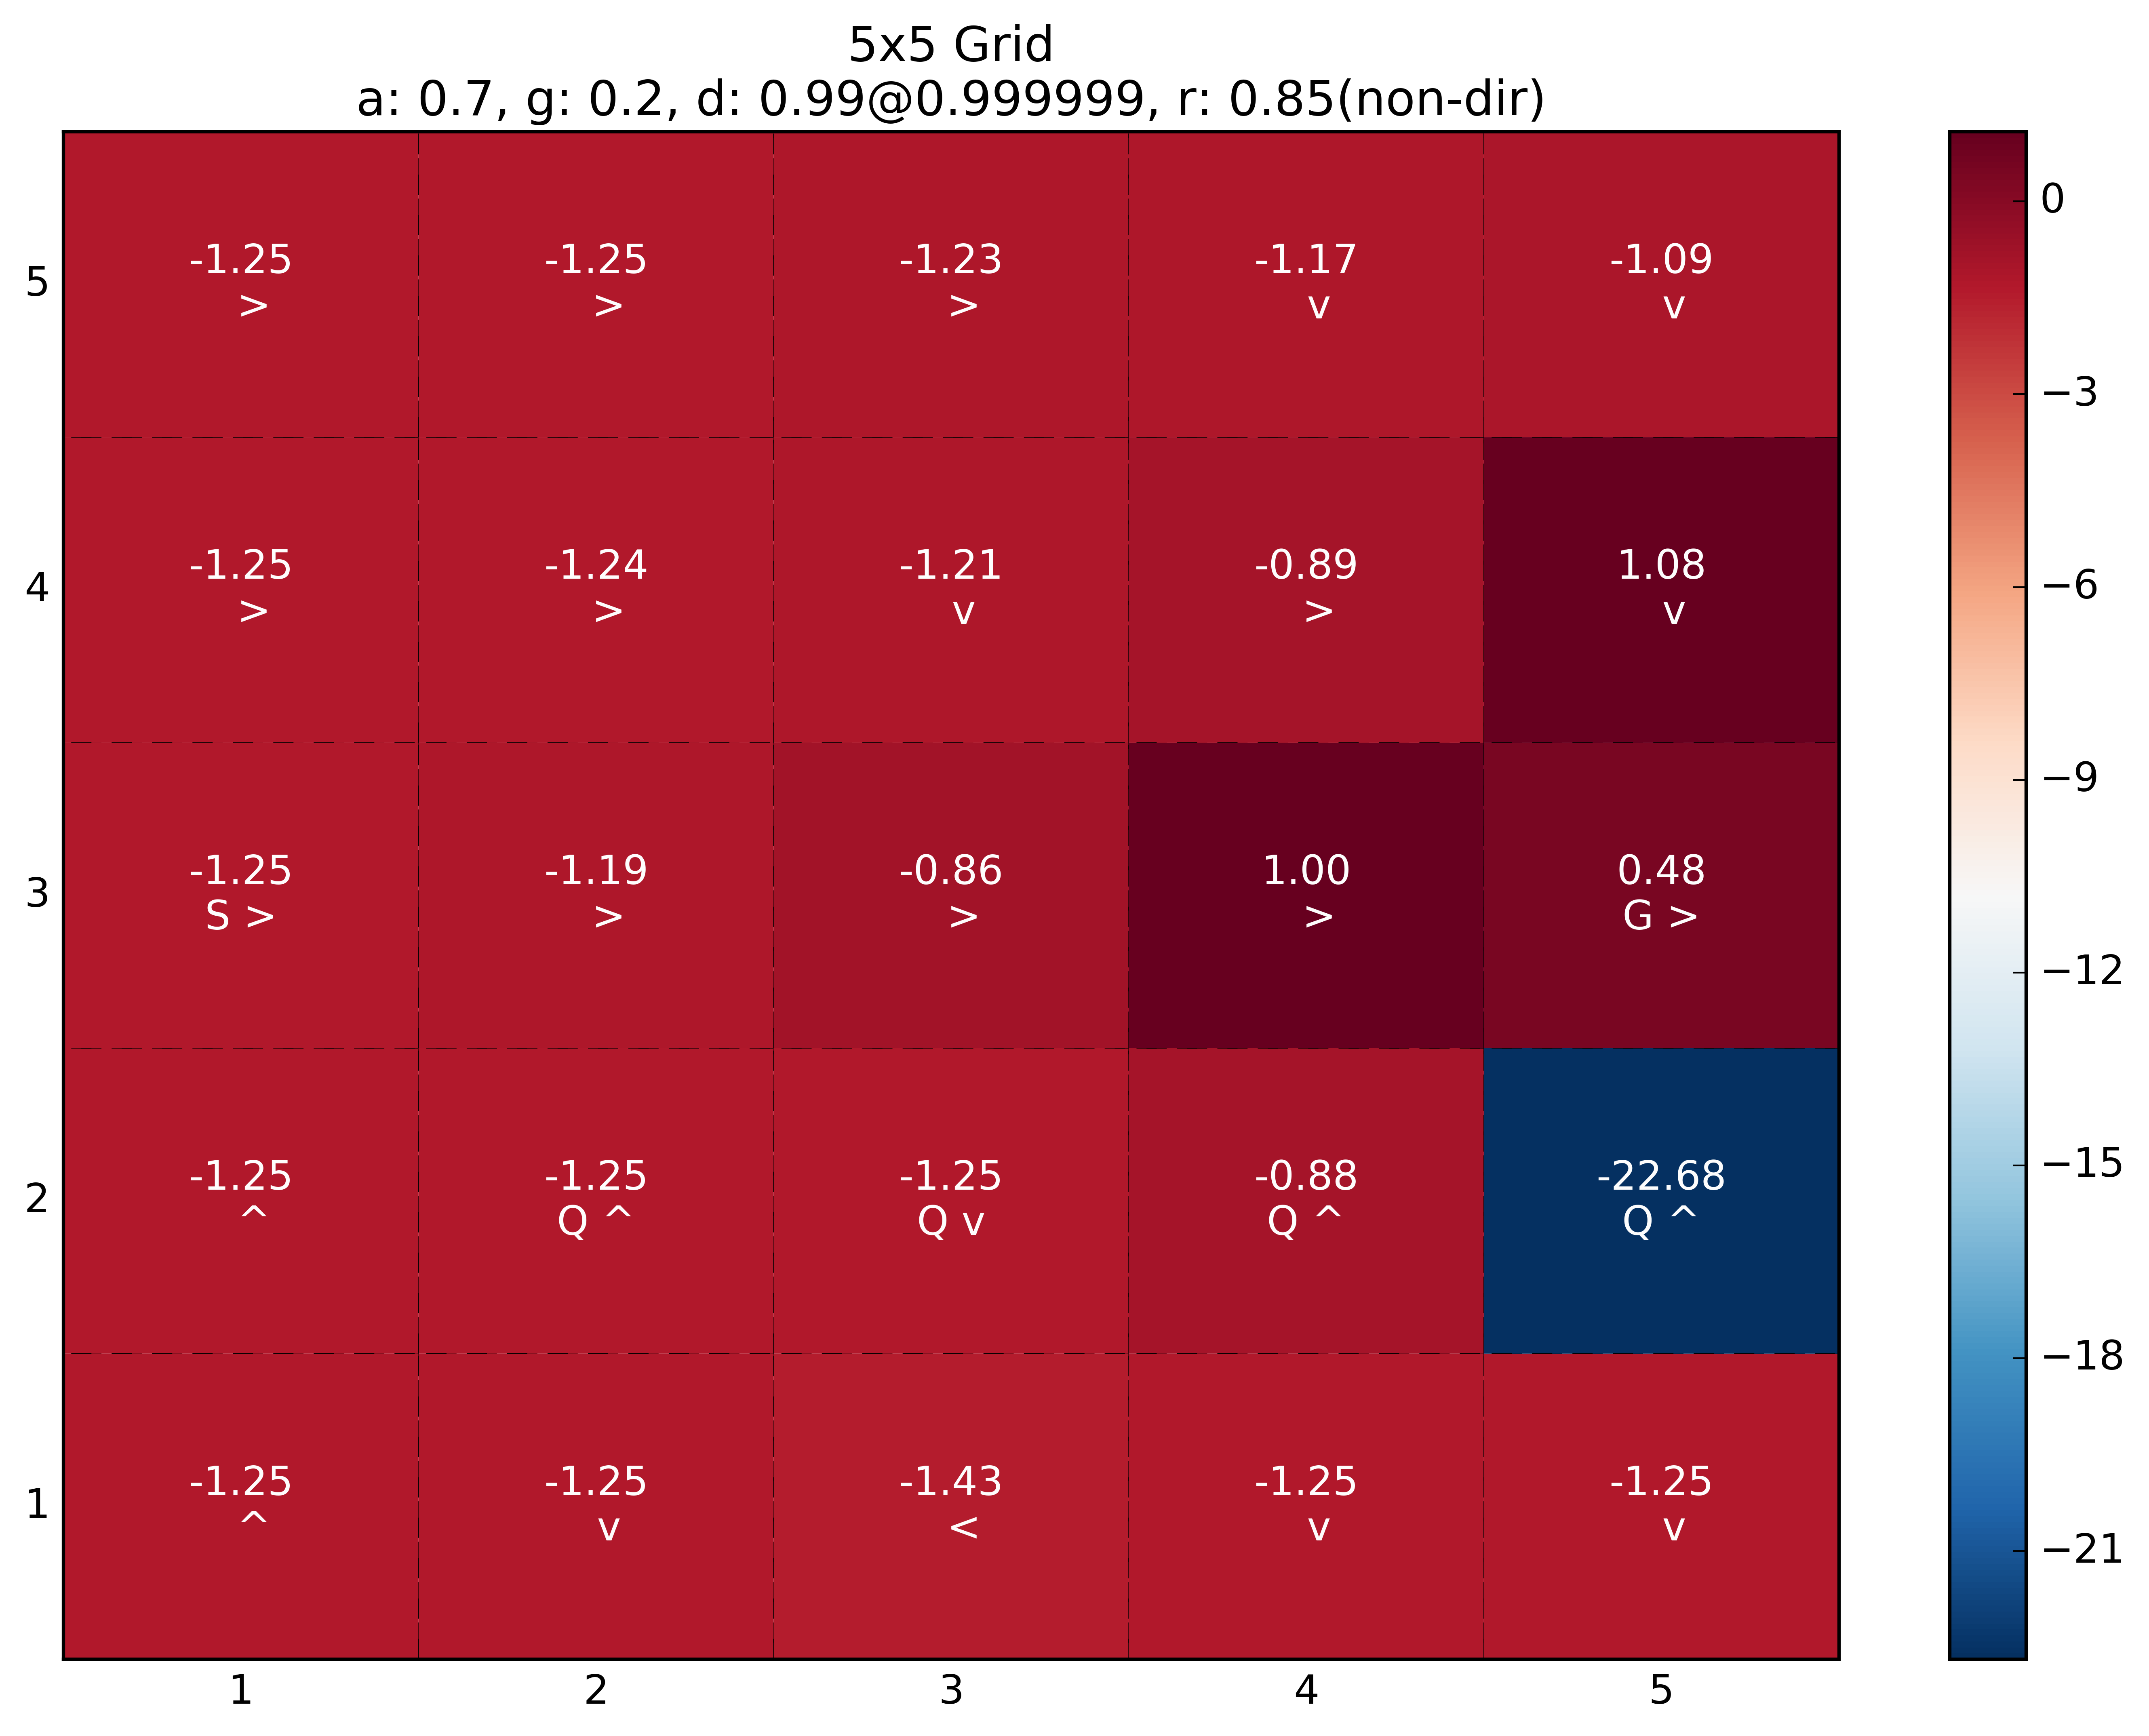 5x5 Grid
a: 0.7, g: 0.2, d: 0.99@0.999999, r: 0.85(non-dir)
5
-1.25 -1.25 -1.23 -1.17 -1.09
> > > v v
4
-1.25 -1.24 -1.21 -0.89 1.08
> > v > v
3
-1.25 -1.19 -0.86 1.00 0.48
S > > > > G >
2
-1.25 -1.25 -1.25 -0.88 -22.68
^ Q ^ Q v Q ^ Q ^
1
-1.25 -1.25 -1.43 -1.25 -1.25
^ v < v v
1 2 3 4 5
0
−3
−6
−9
−12
−15
−18
−21